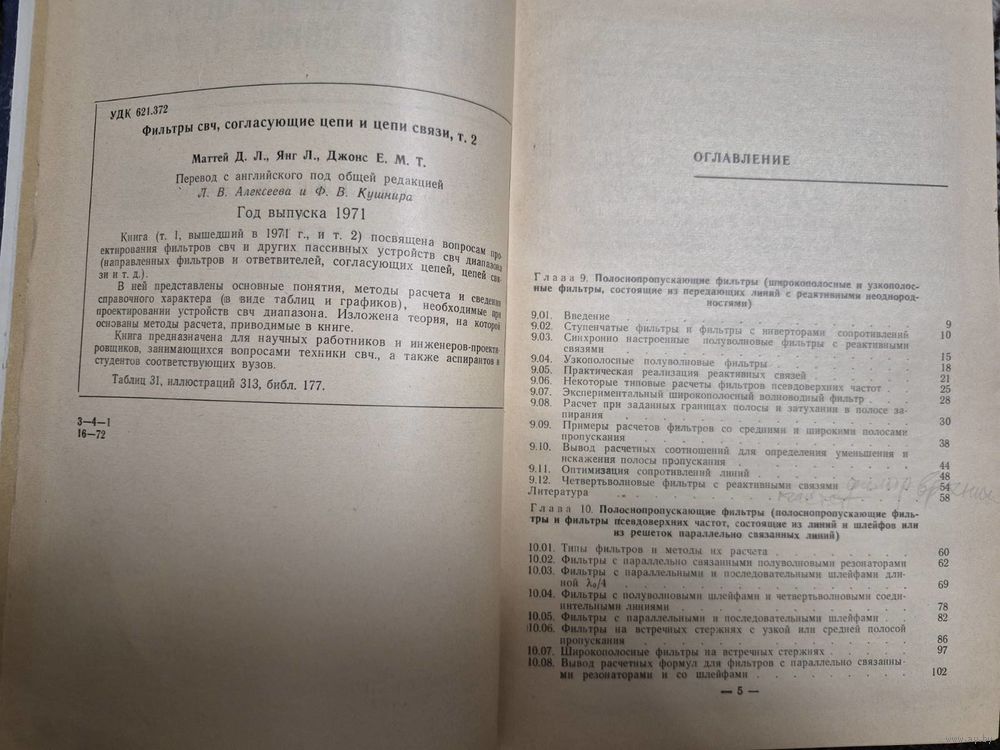 УДК 621.372
Фильтры свч, согласующие цепи и цепи связи, т. 2
Маттей Д. Л., Янг Л., Джонс Е. М. Т.
Перевод с английского под общей редакцией
Л. В. Алексеева и Ф. В. Кушнира
Год выпуска 1971
Книга (т. 1, вышедший в 1971 г., и т. 2) посвящена вопросам про-
ектирования фильтров свч и других пассивных устройств свч диапазона
(направленных фильтров и ответвителей, согласующих цепей, цепей свя-
зи и т. д.).
В ней представлены основные понятия, методы расчета и сведения
справочного характера (в виде таблиц и графиков), необходимые при
проектировании устройств свч диапазона. Изложена теория, на которой
основаны методы расчета, приводимые в книге.
Книга предназначена для научных работников и инженеров-проекти-
ровщиков, занимающихся вопросами техники свч., а также аспирантов и
студентов соответствующих вузов.
Таблиц 31, иллюстраций 313, библ. 177.
3—4—1
16—72
ОГЛАВЛЕНИЕ
Глава 9. Полоснопропускающие фильтры (широкополосные и узкополос-
ные фильтры, состоящие из передающих линий с реактивными неоднород-
ностями)
9.01. Введение 9
9.02. Ступенчатые фильтры и фильтры с инверторами сопротивлений 10
9.03. Синхронно настроенные полуволновые фильтры с реактивными
связями 15
9.04. Узкополосные полуволновые фильтры 18
9.05. Практическая реализация реактивных связей 21
9.06. Некоторые типовые расчеты фильтров псевдоверхних частот 25
9.07. Экспериментальный широкополосный волноводный фильтр 28
9.08. Расчет при заданных границах полосы и затухании в полосе за-
пирания 30
9.09. Примеры расчетов фильтров со средними и широкими полосами
пропускания 38
9.10. Вывод расчетных соотношений для определения уменьшения и
искажения полосы пропускания 44
9.11. Оптимизация сопротивлений линий 48
9.12. Четвертьволновые фильтры с реактивными связями 54
Литература 58
Глава 10. Полоснопропускающие фильтры (полоснопропускающие филь-
тры и фильтры псевдоверхних частот, состоящие из линий и шлейфов или
из решеток параллельно связанных линий)
10.01. Типы фильтров и методы их расчета 60
10.02. Фильтры с параллельно связанными полуволновыми резонаторами 62
10.03. Фильтры с параллельными и последовательными шлейфами дли-
ной λ₀/4 69
10.04. Фильтры с полуволновыми шлейфами и четвертьволновыми соеди-
нительными линиями 78
10.05. Фильтры с параллельными и последовательными шлейфами 82
10.06. Фильтры на встречных стержнях с узкой или средней полосой
пропускания 86
10.07. Широкополосные фильтры на встречных стержнях 97
10.08. Вывод расчетных формул для фильтров с параллельно связанны-
ми резонаторами и со шлейфами 102
— 5 —